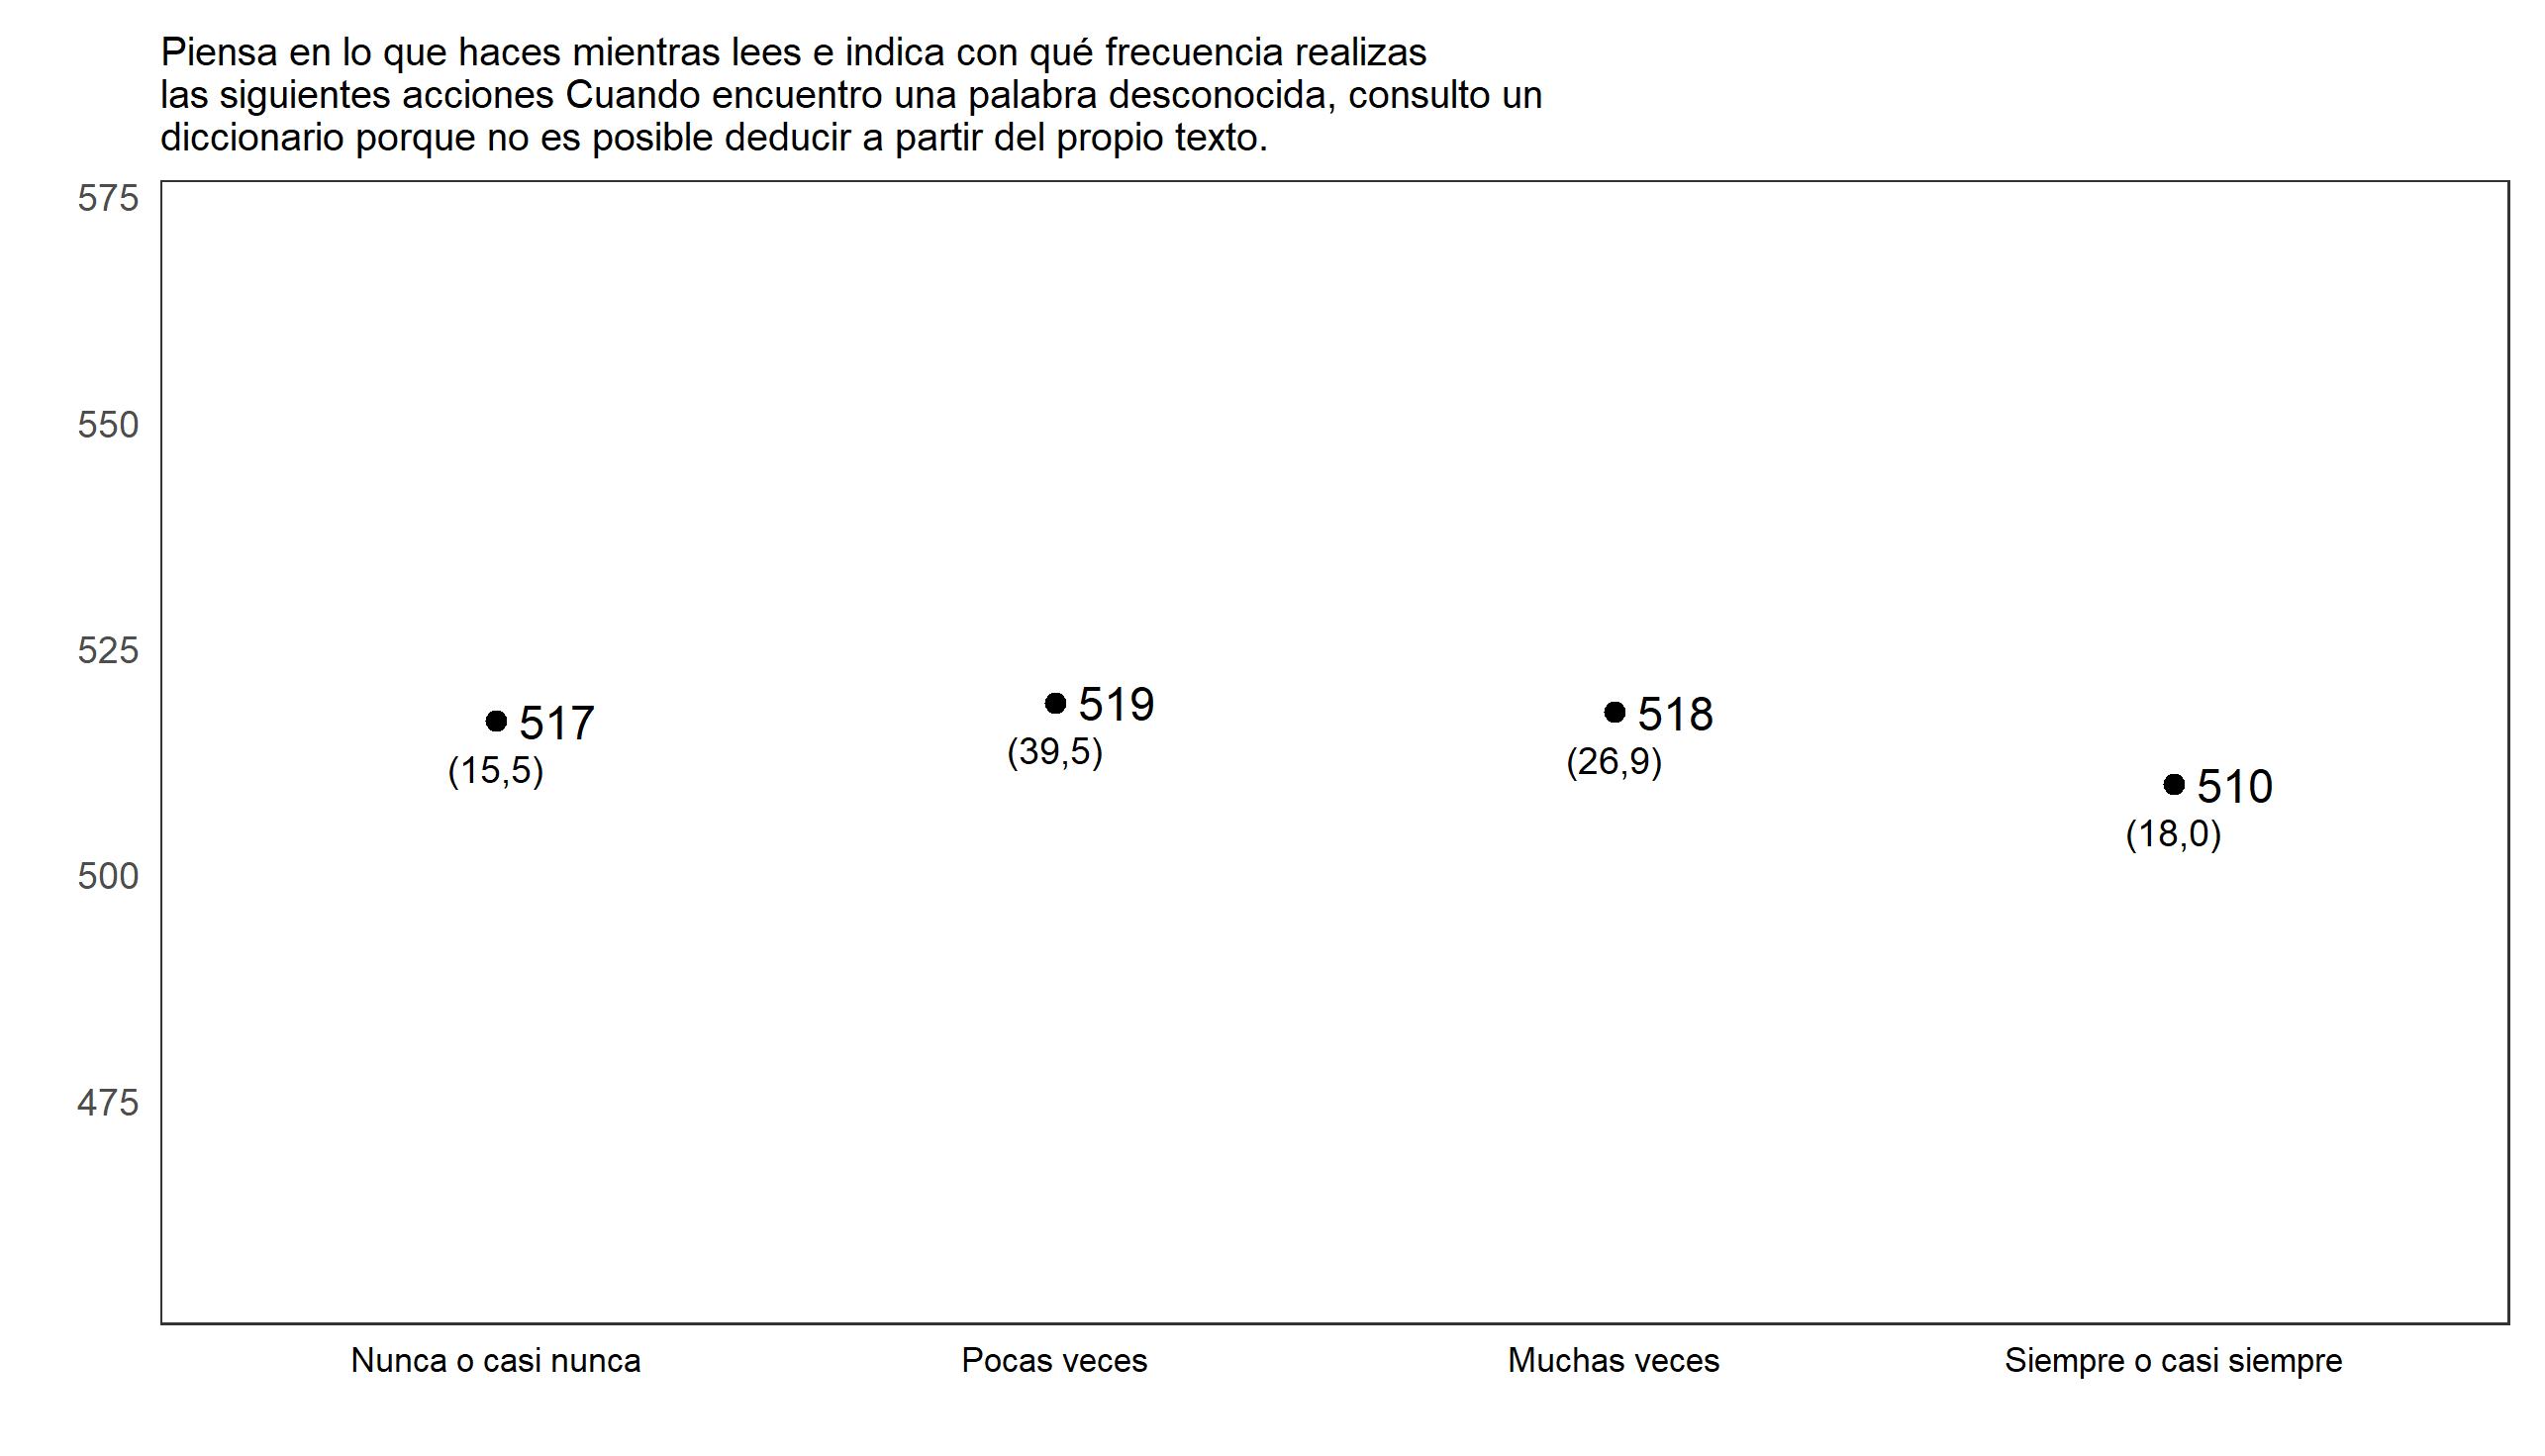 Piensa en lo que haces mientras lees e indica con qué frecuencia realizas
las siguientes acciones Cuando encuentro una palabra desconocida, consulto un
diccionario porque no es posible deducir a partir del propio texto.
575
550
525
500
475
517
(15,5)
519
(39,5)
518
(26,9)
510
(18,0)
Nunca o casi nunca
Pocas veces
Muchas veces
Siempre o casi siempre